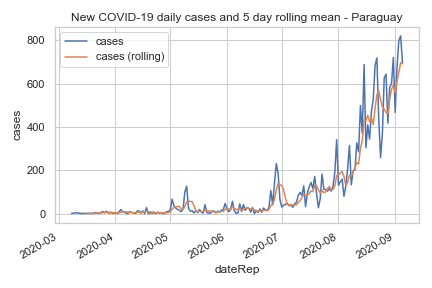 New COVID-19 daily cases and 5 day rolling mean - Paraguay
cases
cases (rolling)
800
600
400
200
0
cases
2020-03
2020-04
2020-05
2020-06
2020-07
2020-08
2020-09
dateRep